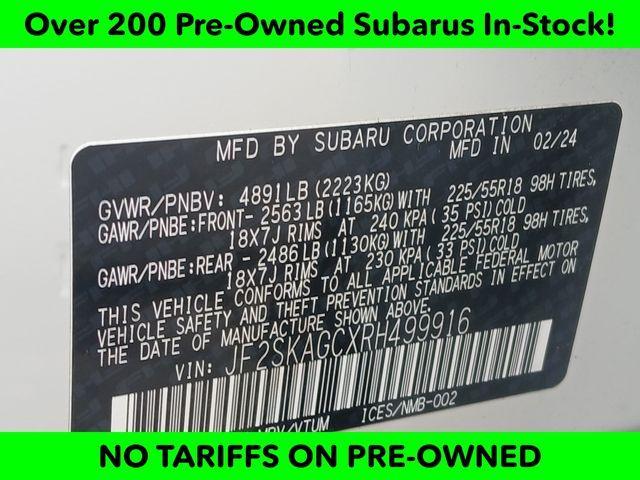 Over 200 Pre-Owned Subarus In-Stock!
MFD BY SUBARU CORPORATION
MFD IN 02/24
GVWR/PNBV: 4891LB(2223KG)
GAWR/PNBE:FRONT-2563LB(1165KG)WITH 225/55R18 98H TIRES,
18X7J RIMS AT 240 KPA(35 PSI)COLD
GAWR/PNBE:REAR -2486LB(1130KG)WITH 225/55R18 98H TIRES,
18X7J RIMS AT 230 KPA(33 PSI)COLD
THIS VEHICLE CONFORMS TO ALL APPLICABLE FEDERAL MOTOR
VEHICLE SAFETY AND THEFT PREVENTION STANDARDS IN EFFECT ON
THE DATE OF MANUFACTURE SHOWN ABOVE.
VIN: JF2SKAGCXRH499916
ICES/NMB-002
NO TARIFFS ON PRE-OWNED